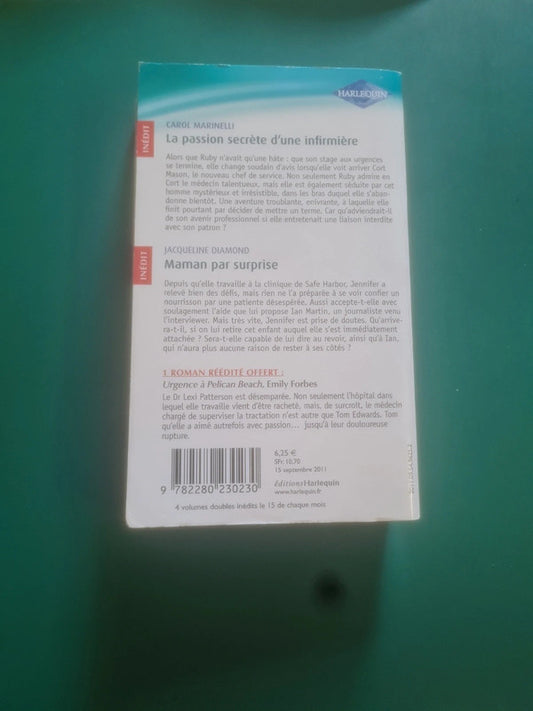 HARLEQUIN
INÉDIT
CAROL MARINELLI
La passion secrète d'une infirmière
Alors que Ruby n'avait qu'une hâte : que son stage aux urgences
se termine, elle change soudain d'avis lorsqu'elle voit arriver Cort
Mason, le nouveau chef de service. Non seulement Ruby admire en
Cort le médecin talentueux, mais elle est également séduite par cet
homme mystérieux et irrésistible, dans les bras duquel elle s'aban-
donne bientôt. Une aventure troublante, enivrante, à laquelle elle
finit pourtant par décider de mettre un terme. Car qu'adviendrait-il
de son avenir professionnel si elle entretenait une liaison interdite
avec son patron ?
INÉDIT
JACQUELINE DIAMOND
Maman par surprise
Depuis qu'elle travaille à la clinique de Safe Harbor, Jennifer a
relevé bien des défis, mais rien ne l'a préparée à se voir confier un
nourrisson par une patiente désespérée. Aussi accepte-t-elle avec
soulagement l'aide que lui propose Ian Martin, un journaliste venu
l'interviewer. Mais très vite, Jennifer est prise de doutes. Qu'arrive-
ra-t-il, si on lui retire cet enfant auquel elle s'est immédiatement
attachée ? Sera-t-elle capable de lui dire au revoir, ainsi qu'à Ian,
qui n'aura plus aucune raison de rester à ses côtés ?
1 ROMAN RÉÉDITÉ OFFERT :
Urgence à Pelican Beach, Emily Forbes
Le Dr Lexi Patterson est désemparée. Non seulement l'hôpital dans
lequel elle travaille vient d'être racheté, mais, de surcroît, le médecin
chargé de superviser la tractation n'est autre que Tom Edwards. Tom
qu'elle a aimé autrefois avec passion... jusqu'à leur douloureuse
rupture.
6,25 €
SFr. 10,70
15 septembre 2011
éditionsHarlequin
www.harlequin.fr
9 782280 230230
4 volumes doubles inédits le 15 de chaque mois